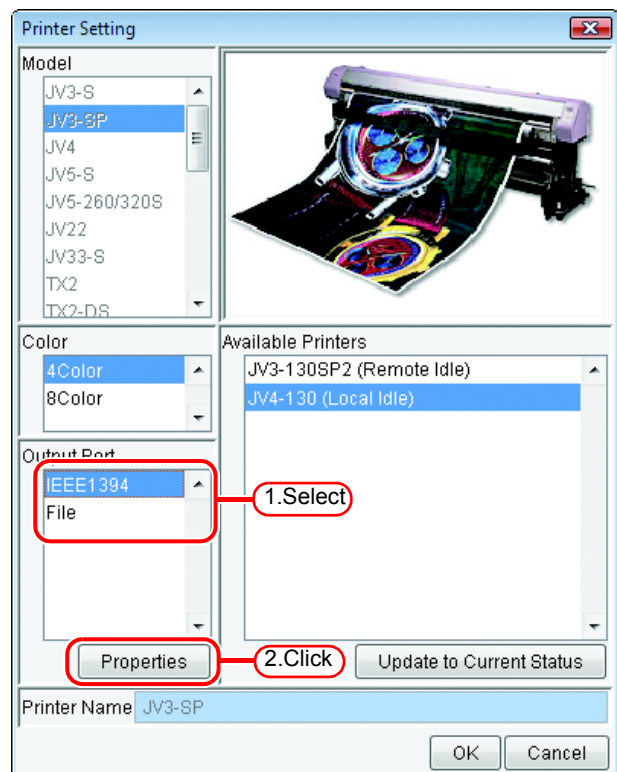 Printer Setting
Model
JV3-S
JV3-SP
JV4
JV5-S
JV5-260/320S
JV22
JV33-S
TX2
TX2-DS
Color
4Color
8Color
Available Printers
JV3-130SP2 (Remote Idle)
JV4-130 (Local Idle)
Output Port
IEEE1394
File
1.Select
Properties
2.Click
Update to Current Status
Printer Name JV3-SP
OK
Cancel